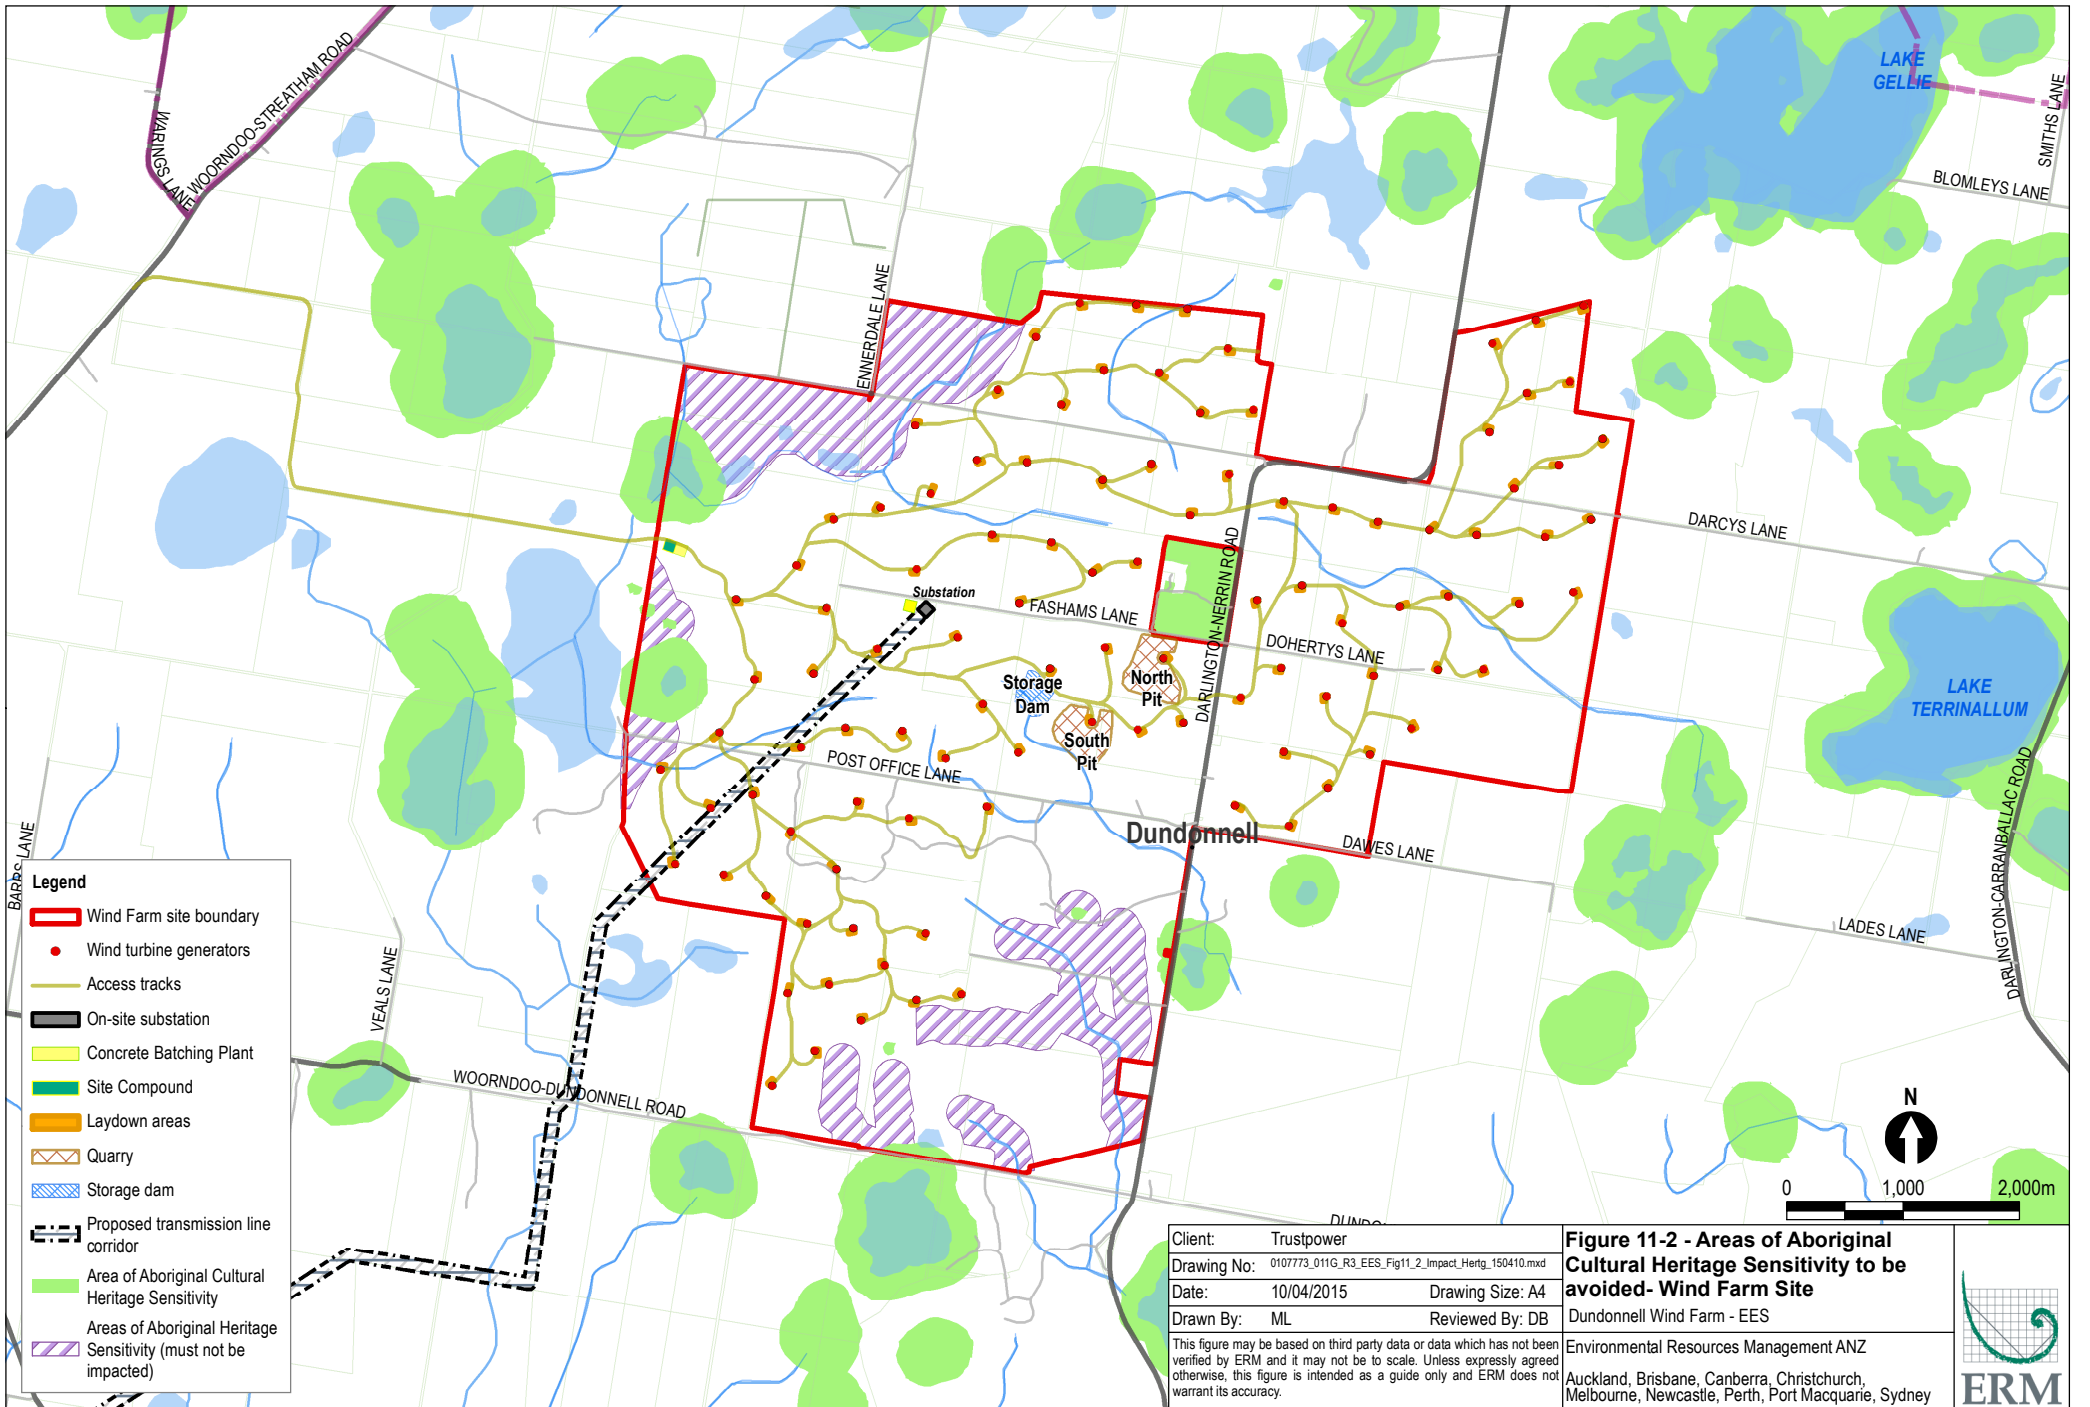 WOORNDOO-STREATHAM ROAD
WARINGS LANE
LAKE
GELLIE
SMITHS LANE
BLOMLEYS LANE
ENNERDALE LANE
DARCYS LANE
DARLINGTON-NERRIN ROAD
Substation
FASHAMS LANE
DOHERTYS LANE
Storage
Dam
North
Pit
South
Pit
LAKE
TERRINALLUM
POST OFFICE LANE
Dundonnell
DAWES LANE
DARLINGTON-CARRANBALLAC ROAD
LADES LANE
BARRS LANE
VEALS LANE
WOORNDOO-DUNDONNELL ROAD
Legend
Wind Farm site boundary
Wind turbine generators
Access tracks
On-site substation
Concrete Batching Plant
Site Compound
Laydown areas
Quarry
Storage dam
Proposed transmission line
corridor
Area of Aboriginal Cultural
Heritage Sensitivity
Areas of Aboriginal Heritage
Sensitivity (must not be
impacted)
N
0 1,000 2,000m
Client: Trustpower
Drawing No: 0107773_011G_R3_EES_Fig11_2_Impact_Hertg_150410.mxd
Date: 10/04/2015 Drawing Size: A4
Drawn By: ML Reviewed By: DB
This figure may be based on third party data or data which has not been
verified by ERM and it may not be to scale. Unless expressly agreed
otherwise, this figure is intended as a guide only and ERM does not
warrant its accuracy.
Figure 11-2 - Areas of Aboriginal
Cultural Heritage Sensitivity to be
avoided- Wind Farm Site
Dundonnell Wind Farm - EES
Environmental Resources Management ANZ
Auckland, Brisbane, Canberra, Christchurch,
Melbourne, Newcastle, Perth, Port Macquarie, Sydney
ERM